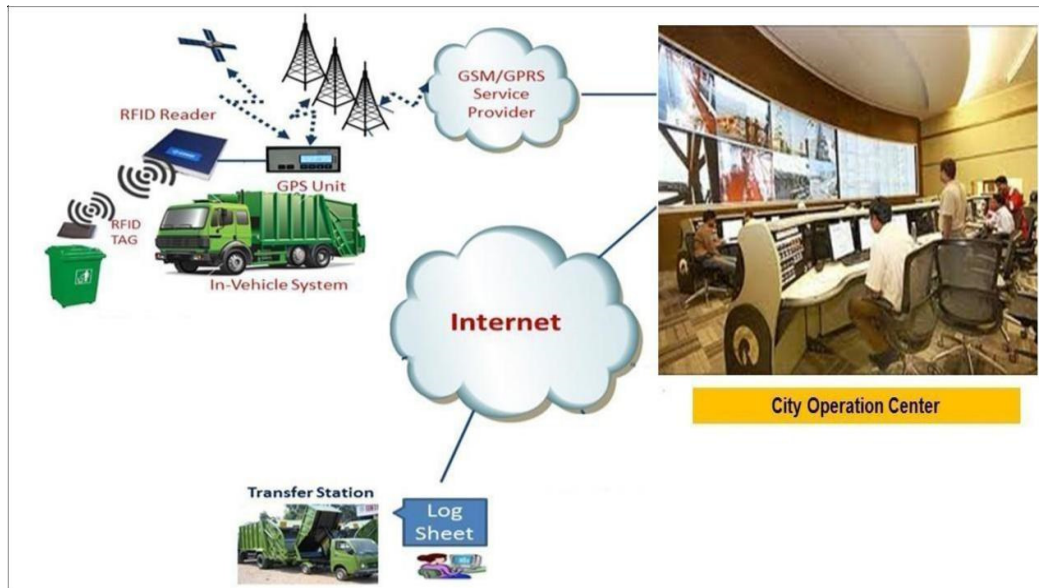 GSM/GPRS
Service
Provider
RFID Reader
GPS Unit
RFID
TAG
In-Vehicle System
Internet
City Operation Center
Transfer Station
Log
Sheet